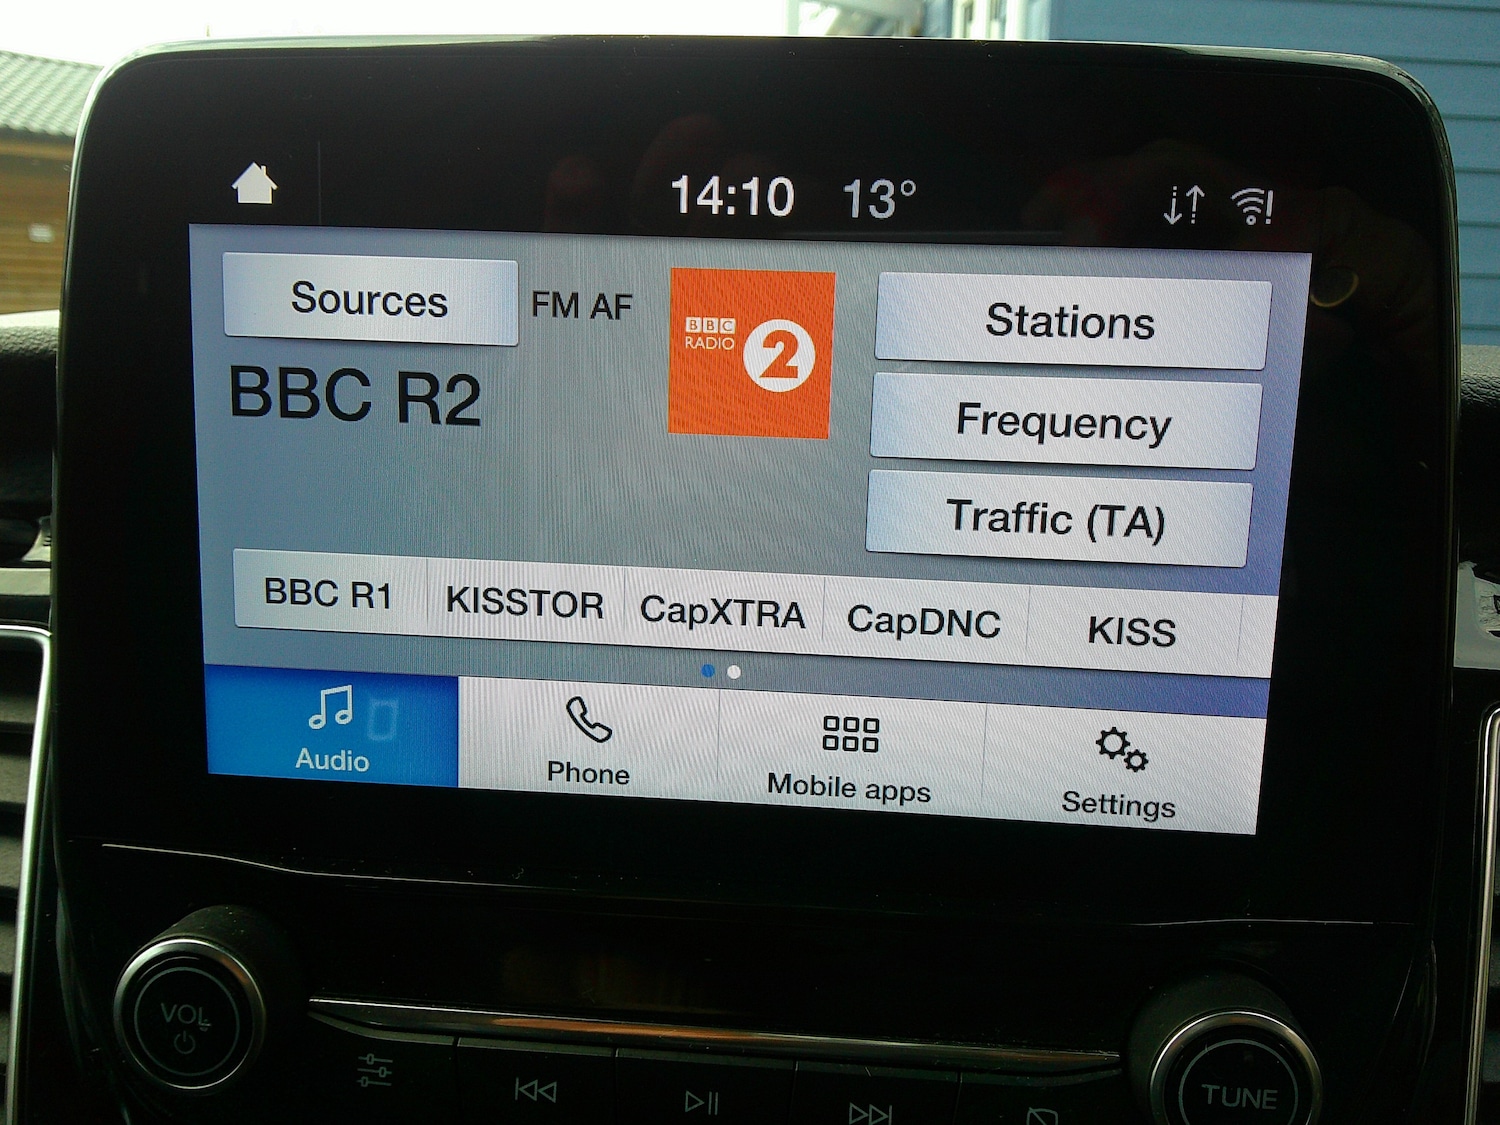 14:10 13°
Sources
FM AF
BBC R2
BBC
RADIO
2
Stations
Frequency
Traffic (TA)
BBC R1
KISSTOR
CapXTRA
CapDNC
KISS
Audio
Phone
Mobile apps
Settings
VOL
TUNE